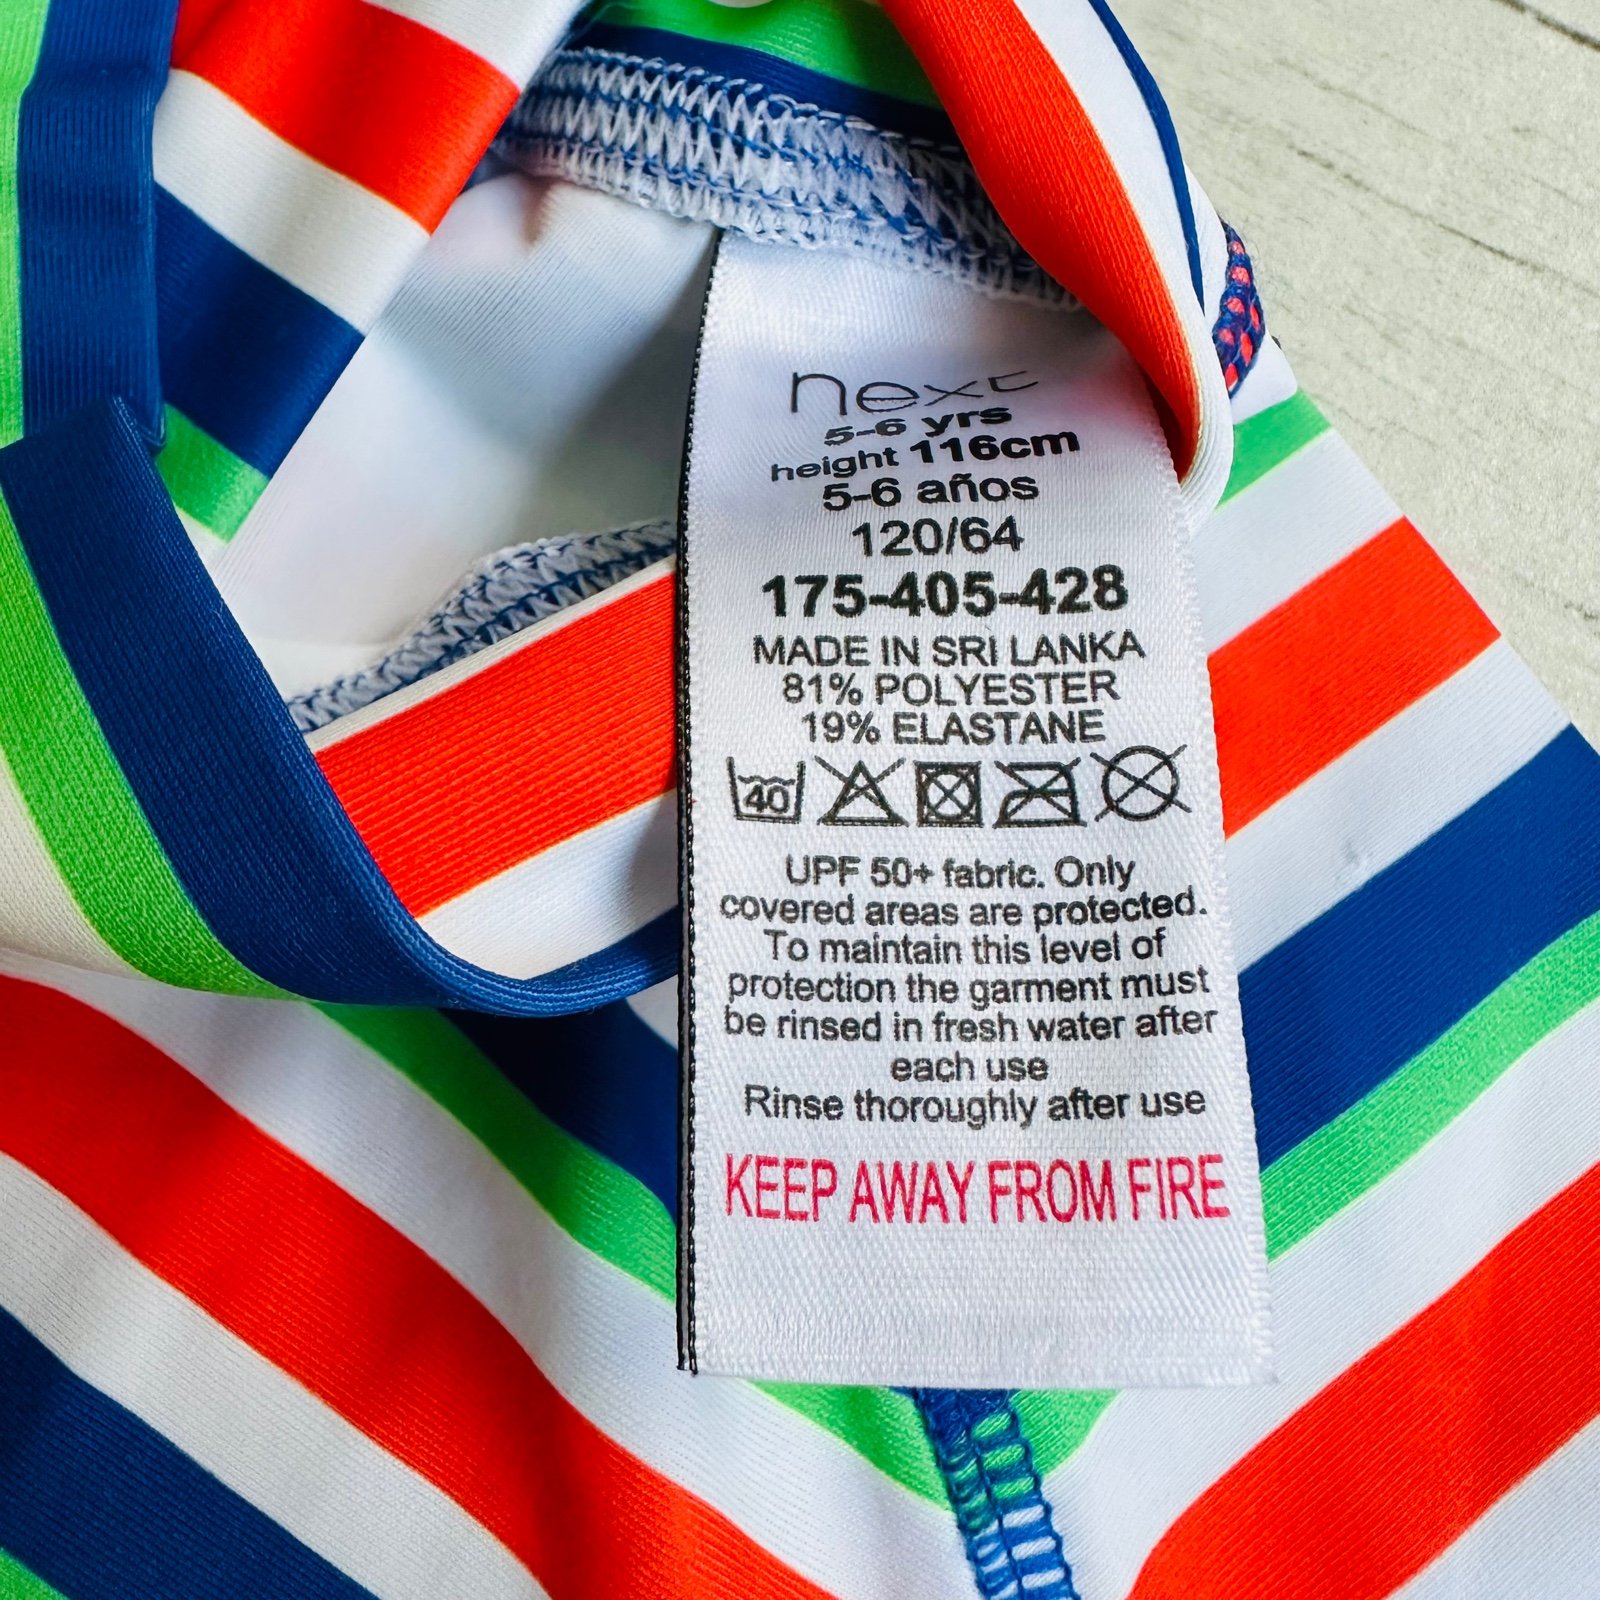 next
5-6 yrs
height 116cm
5-6 años
120/64
175-405-428
MADE IN SRI LANKA
81% POLYESTER
19% ELASTANE
40
UPF 50+ fabric. Only
covered areas are protected.
To maintain this level of
protection the garment must
be rinsed in fresh water after
each use
Rinse thoroughly after use
KEEP AWAY FROM FIRE